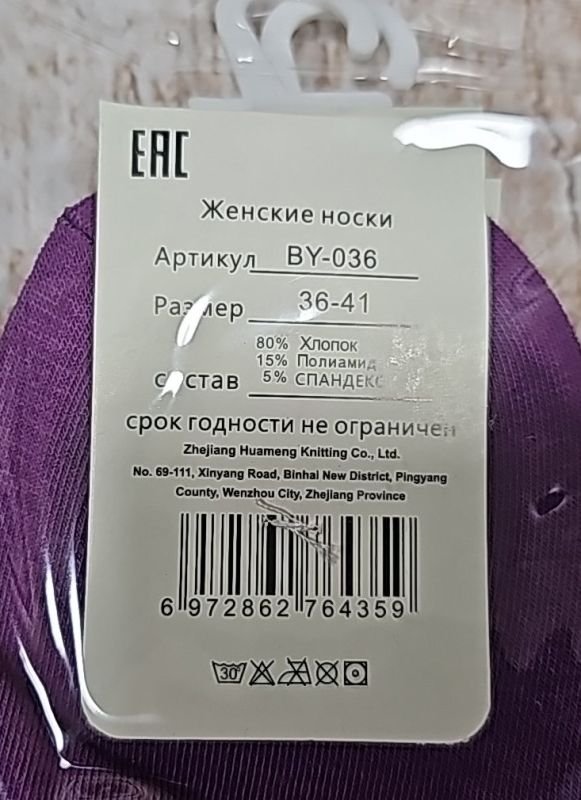 EAC
Женские носки
Артикул BY-036
Размер 36-41
80% Хлопок
15% Полиамид
состав 5% СПАНДЕКС
срок годности не ограничен
Zhejiang Huameng Knitting Co., Ltd.
No. 69-111, Xinyang Road, Binhai New District, Pingyang
County, Wenzhou City, Zhejiang Province
6 972862 764359
30°